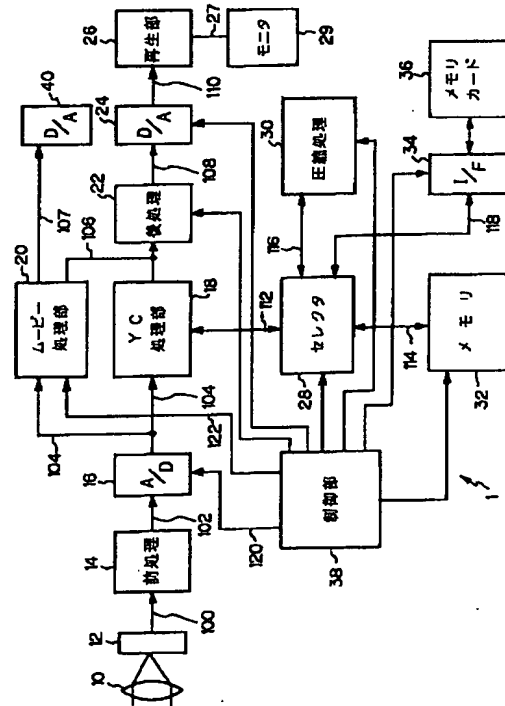 10
12
100
14
前処理
102
16
A/D
104
104
20
ムービー
処理部
106
107
40
D/A
18
YC
処理部
22
後処理
108
24
D/A
110
26
再生部
27
29
モニタ
120
122
112
28
セレクタ
116
30
圧縮処理
38
制御部
114
32
メモリ
118
34
I/F
36
メモリ
カード
1